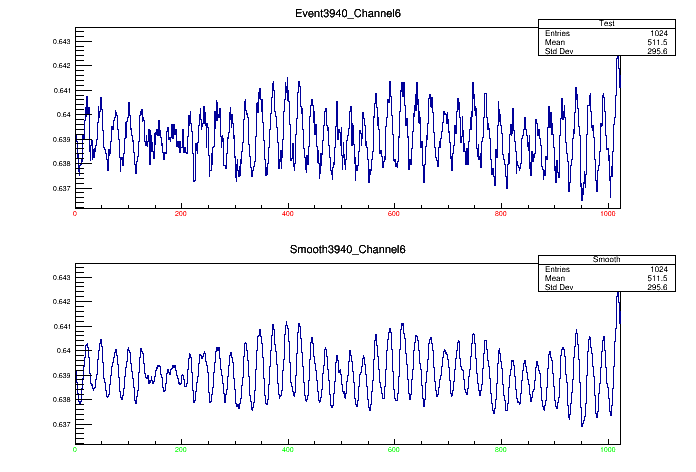 Event3940_Channel6
Test
Entries 1024
Mean 511.5
Std Dev 295.6
0.643
0.642
0.641
0.64
0.639
0.638
0.637
0 200 400 600 800 1000
Smooth3940_Channel6
Smooth
Entries 1024
Mean 511.5
Std Dev 295.6
0.643
0.642
0.641
0.64
0.639
0.638
0.637
0 200 400 600 800 1000